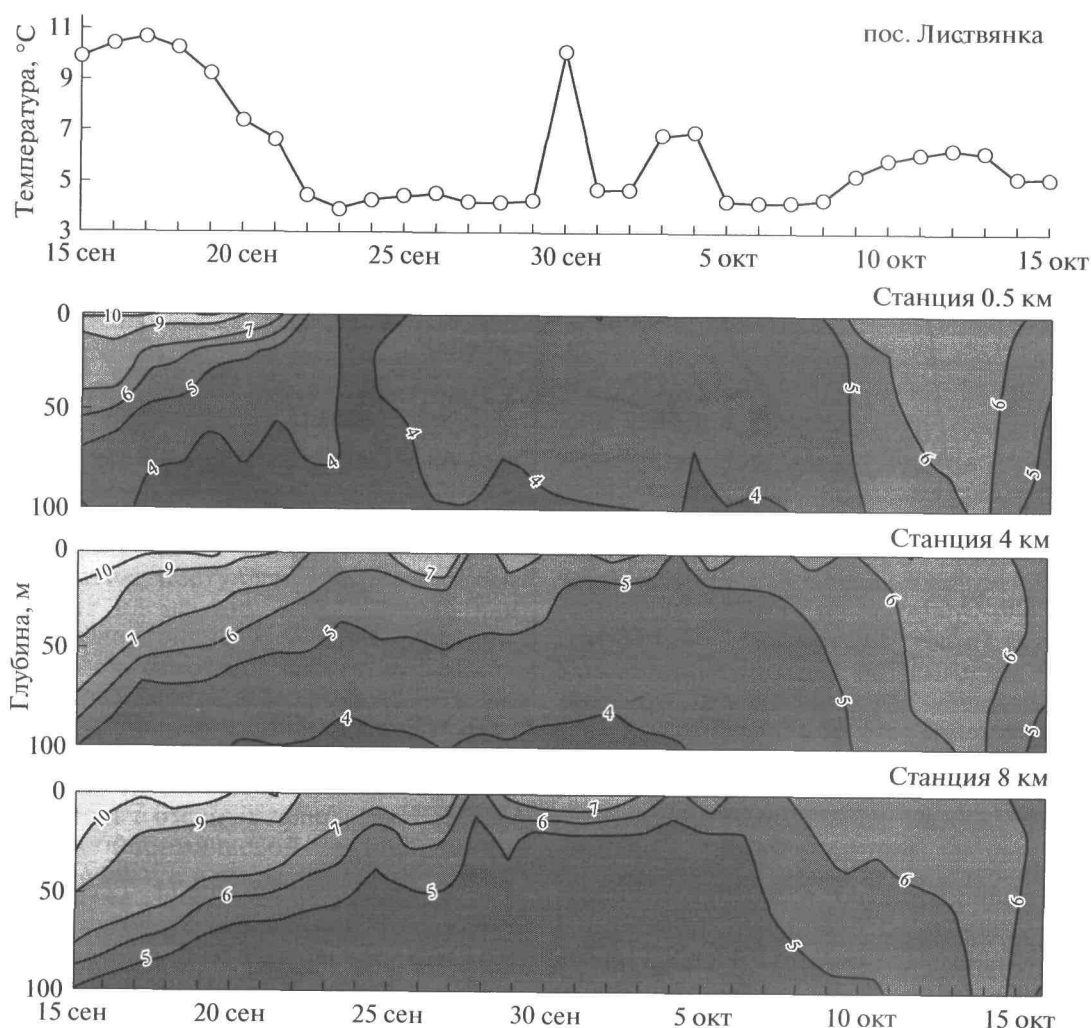 пос. Листвянка
Температура, °C
11
9
7
5
3
15 сен 20 сен 25 сен 30 сен 5 окт 10 окт 15 окт
Станция 0.5 км
0
50
100
10 9 7 6 5 4 4 4 4 4 5 6 6 5
Станция 4 км
Глубина, м
0
50
100
10 9 7 6 5 4 7 5 4 5 6 6 5
Станция 8 км
0
50
100
10 9 7 6 5 5 6 7 5 6 6
15 сен 20 сен 25 сен 30 сен 5 окт 10 окт 15 окт